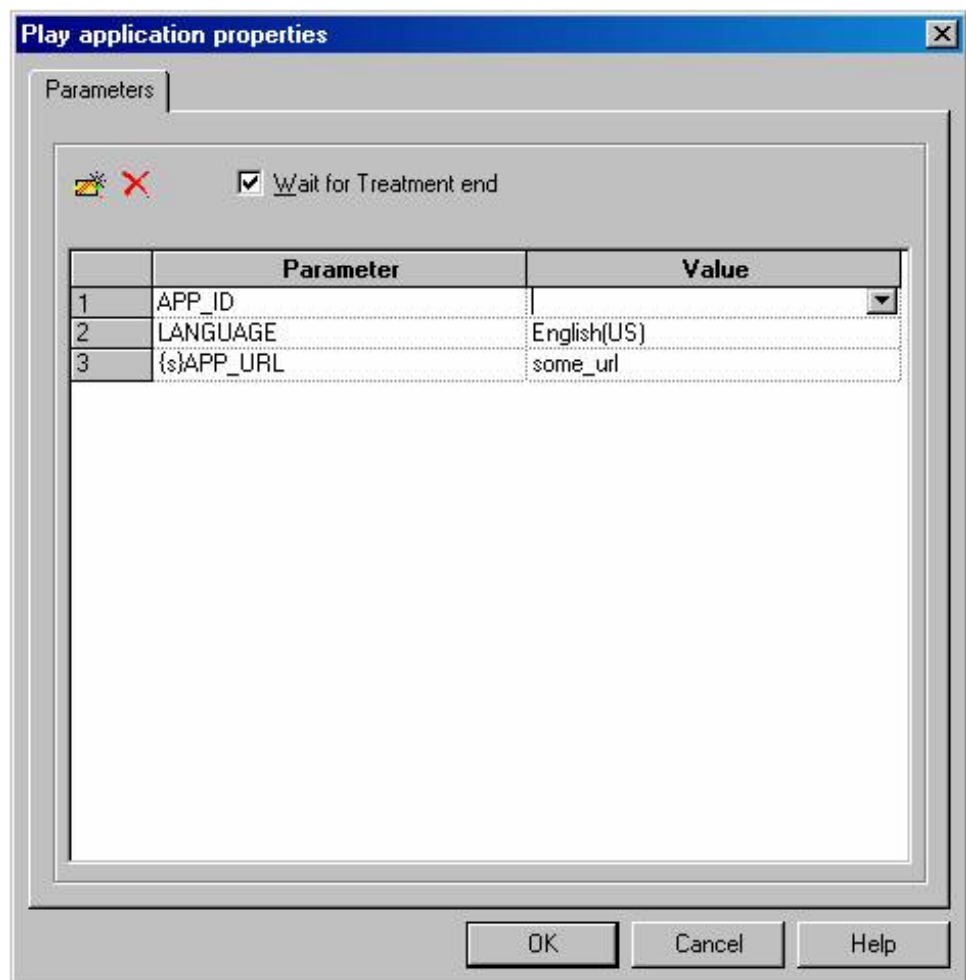 Play application properties
Parameters
Wait for Treatment end
Parameter Value
1 APP_ID
2 LANGUAGE English(US)
3 {s}APP_URL some_url
OK Cancel Help